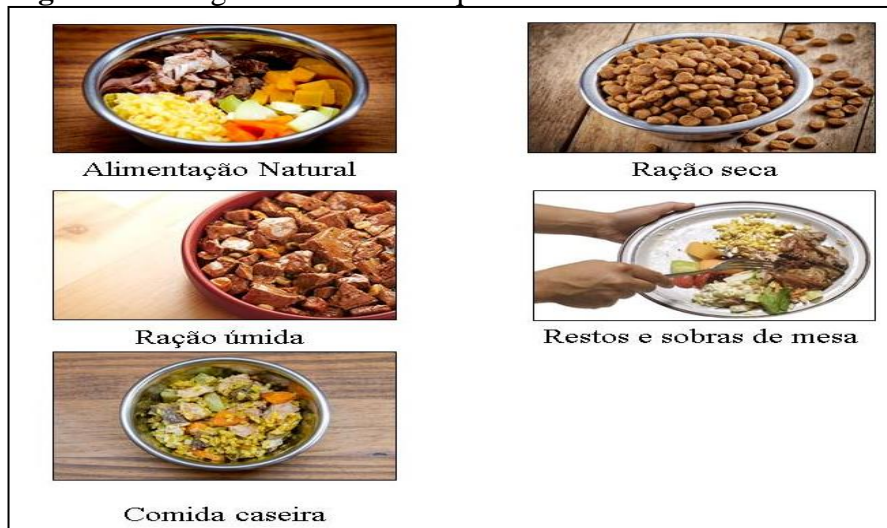 Alimentação Natural
Ração seca
Ração úmida
Restos e sobras de mesa
Comida caseira